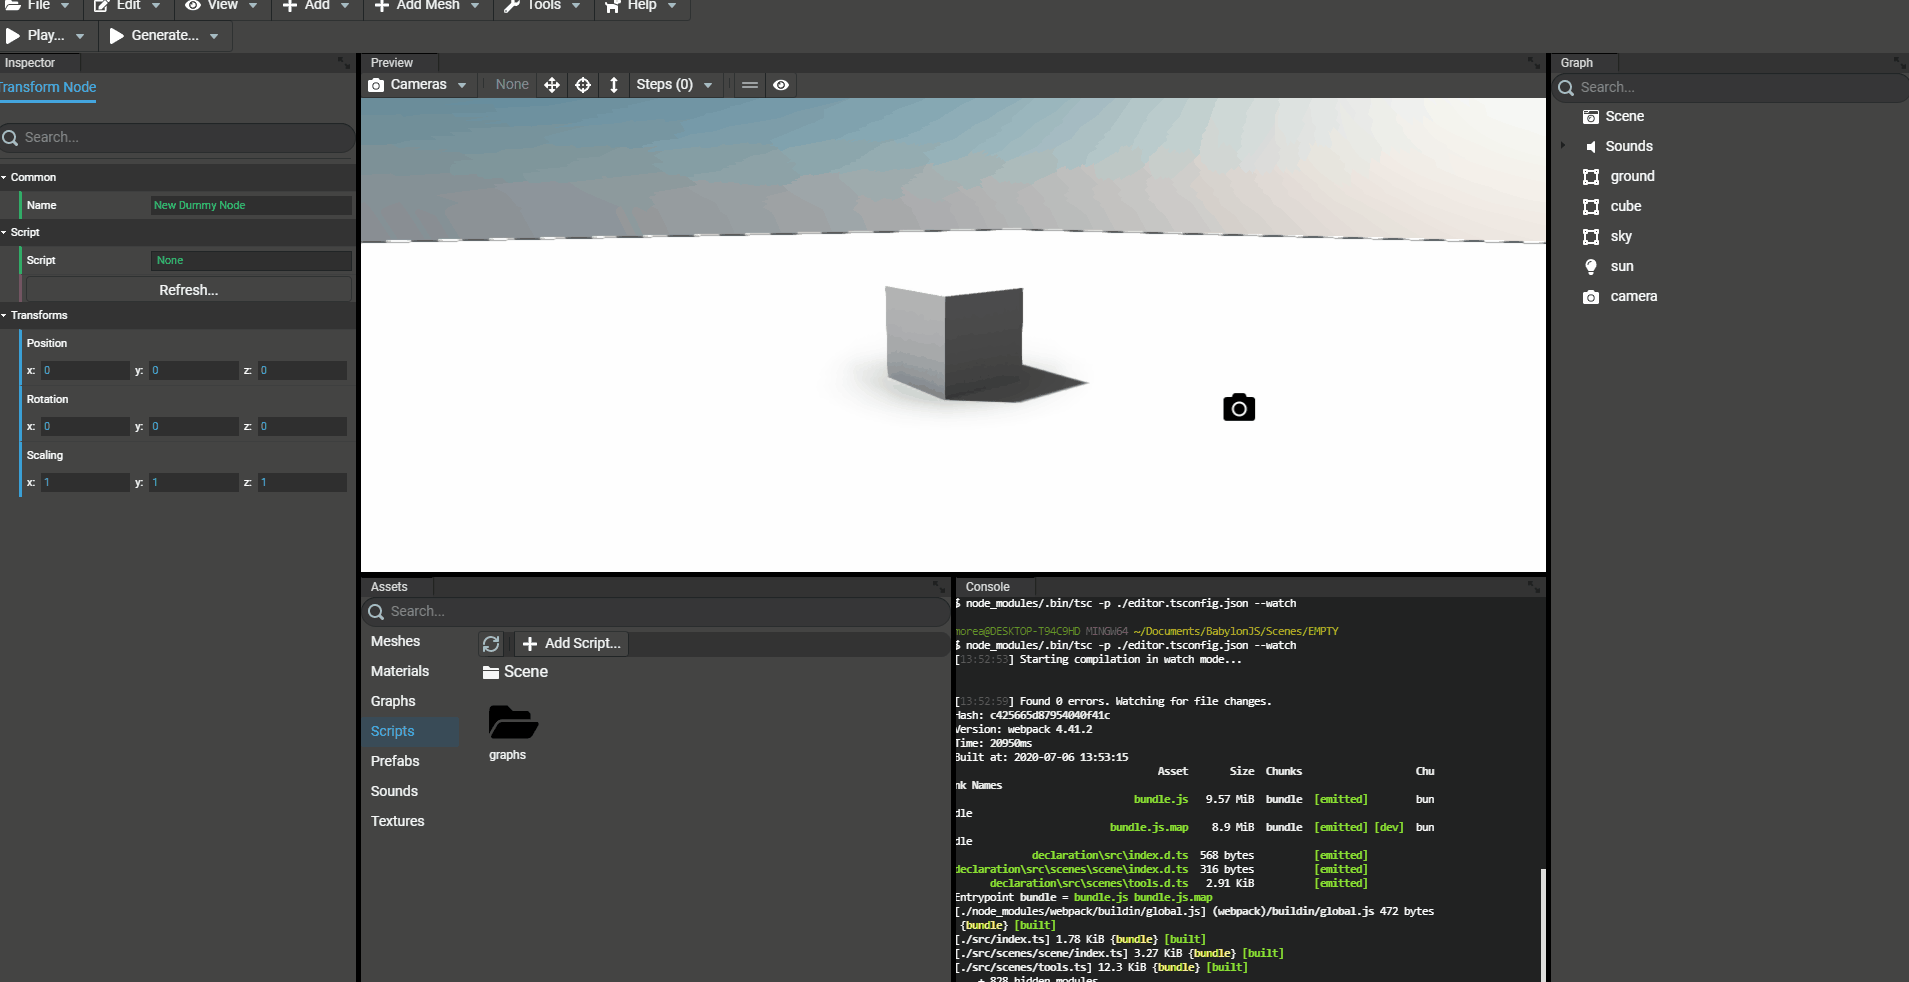 File Edit View Add Add Mesh Tools Help
Play... Generate...
Inspector
Transform Node
Search...
Common
Name New Dummy Node
Script
Script None
Refresh...
Transforms
Position
x: 0 y: 0 z: 0
Rotation
x: 0 y: 0 z: 0
Scaling
x: 1 y: 1 z: 1
Preview
Cameras None Steps (0)
Assets
Search...
Meshes
Materials
Graphs
Scripts
Prefabs
Sounds
Textures
Add Script...
Scene
graphs
Console
$ node_modules/.bin/tsc -p ./editor.tsconfig.json --watch
morea@DESKTOP-T94C9HD MINGW64 ~/Documents/BabylonJS/Scenes/EMPTY
$ node_modules/.bin/tsc -p ./editor.tsconfig.json --watch
[13:52:53] Starting compilation in watch mode...
[13:52:59] Found 0 errors. Watching for file changes.
Hash: c425665d87954040f41c
Version: webpack 4.41.2
Time: 20950ms
Built at: 2020-07-06 13:53:15
Asset Size Chunks Chu
nk Names
bundle.js 9.57 MiB bundle [emitted] bun
dle
bundle.js.map 8.9 MiB bundle [emitted] [dev] bun
dle
declaration\src\index.d.ts 568 bytes [emitted]
declaration\src\scenes\scene\index.d.ts 316 bytes [emitted]
declaration\src\scenes\tools.d.ts 2.91 KiB [emitted]
Entrypoint bundle = bundle.js bundle.js.map
[./node_modules/webpack/buildin/global.js] (webpack)/buildin/global.js 472 bytes
{bundle} [built]
[./src/index.ts] 1.78 KiB {bundle} [built]
[./src/scenes/scene/index.ts] 3.27 KiB {bundle} [built]
[./src/scenes/tools.ts] 12.3 KiB {bundle} [built]
+ 828 hidden modules
Graph
Search...
Scene
Sounds
ground
cube
sky
sun
camera